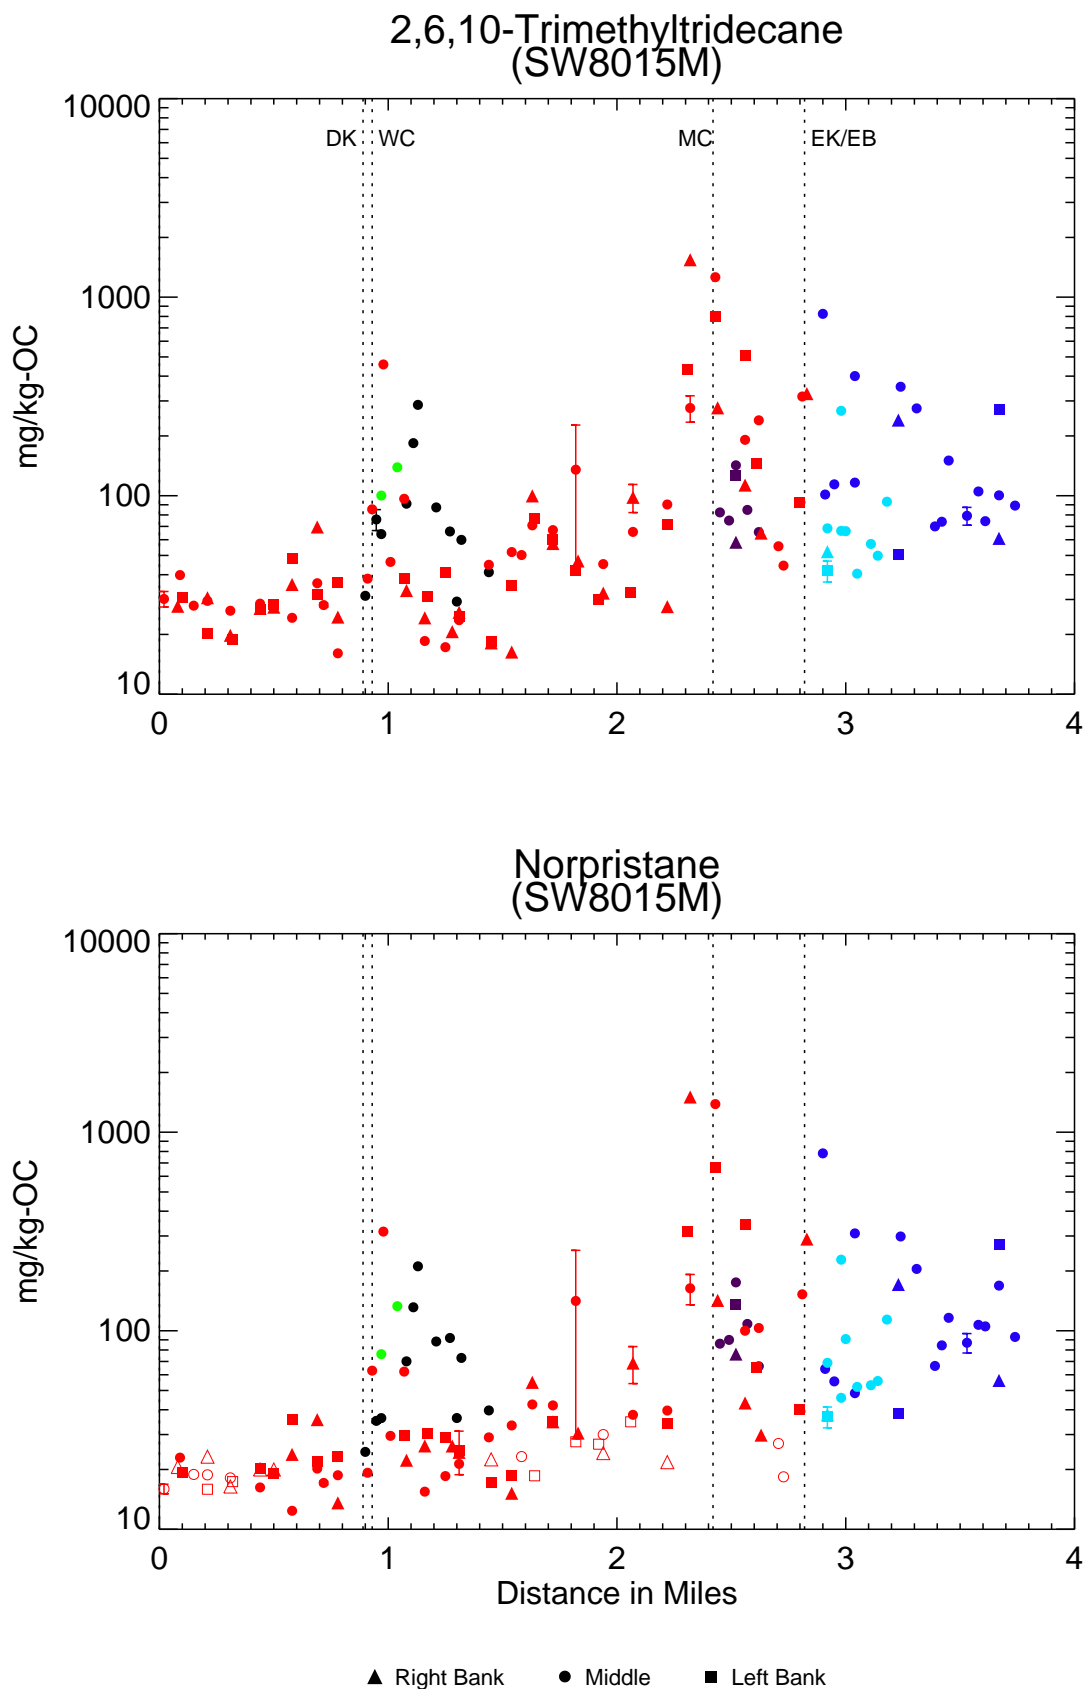 2,6,10-Trimethyltridecane
(SW8015M)
10000
DK WC MC EK/EB
1000
mg/kg-OC
100
10
0 1 2 3 4
Norpristane
(SW8015M)
10000
1000
mg/kg-OC
100
10
0 1 2 3 4
Distance in Miles
Right Bank Middle Left Bank